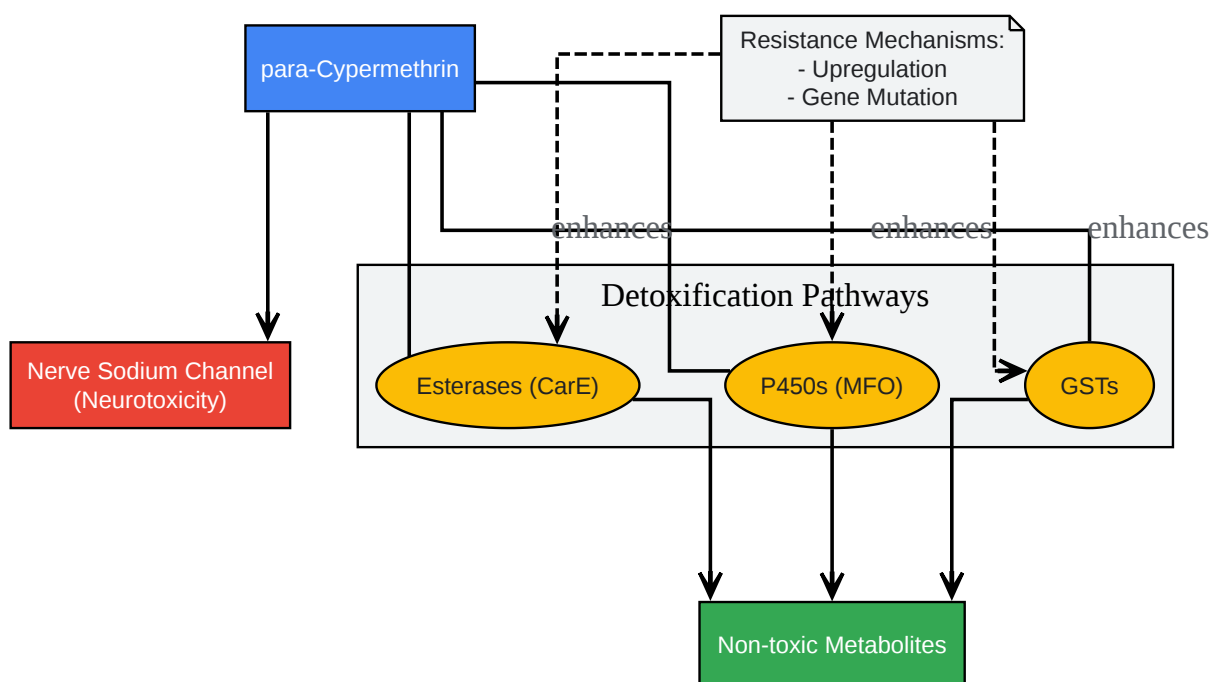 para-Cypermethrin
Resistance Mechanisms:
- Upregulation
- Gene Mutation
enhances
enhances
enhances
Detoxification Pathways
Nerve Sodium Channel
(Neurotoxicity)
Esterases (CarE)
P450s (MFO)
GSTs
Non-toxic Metabolites